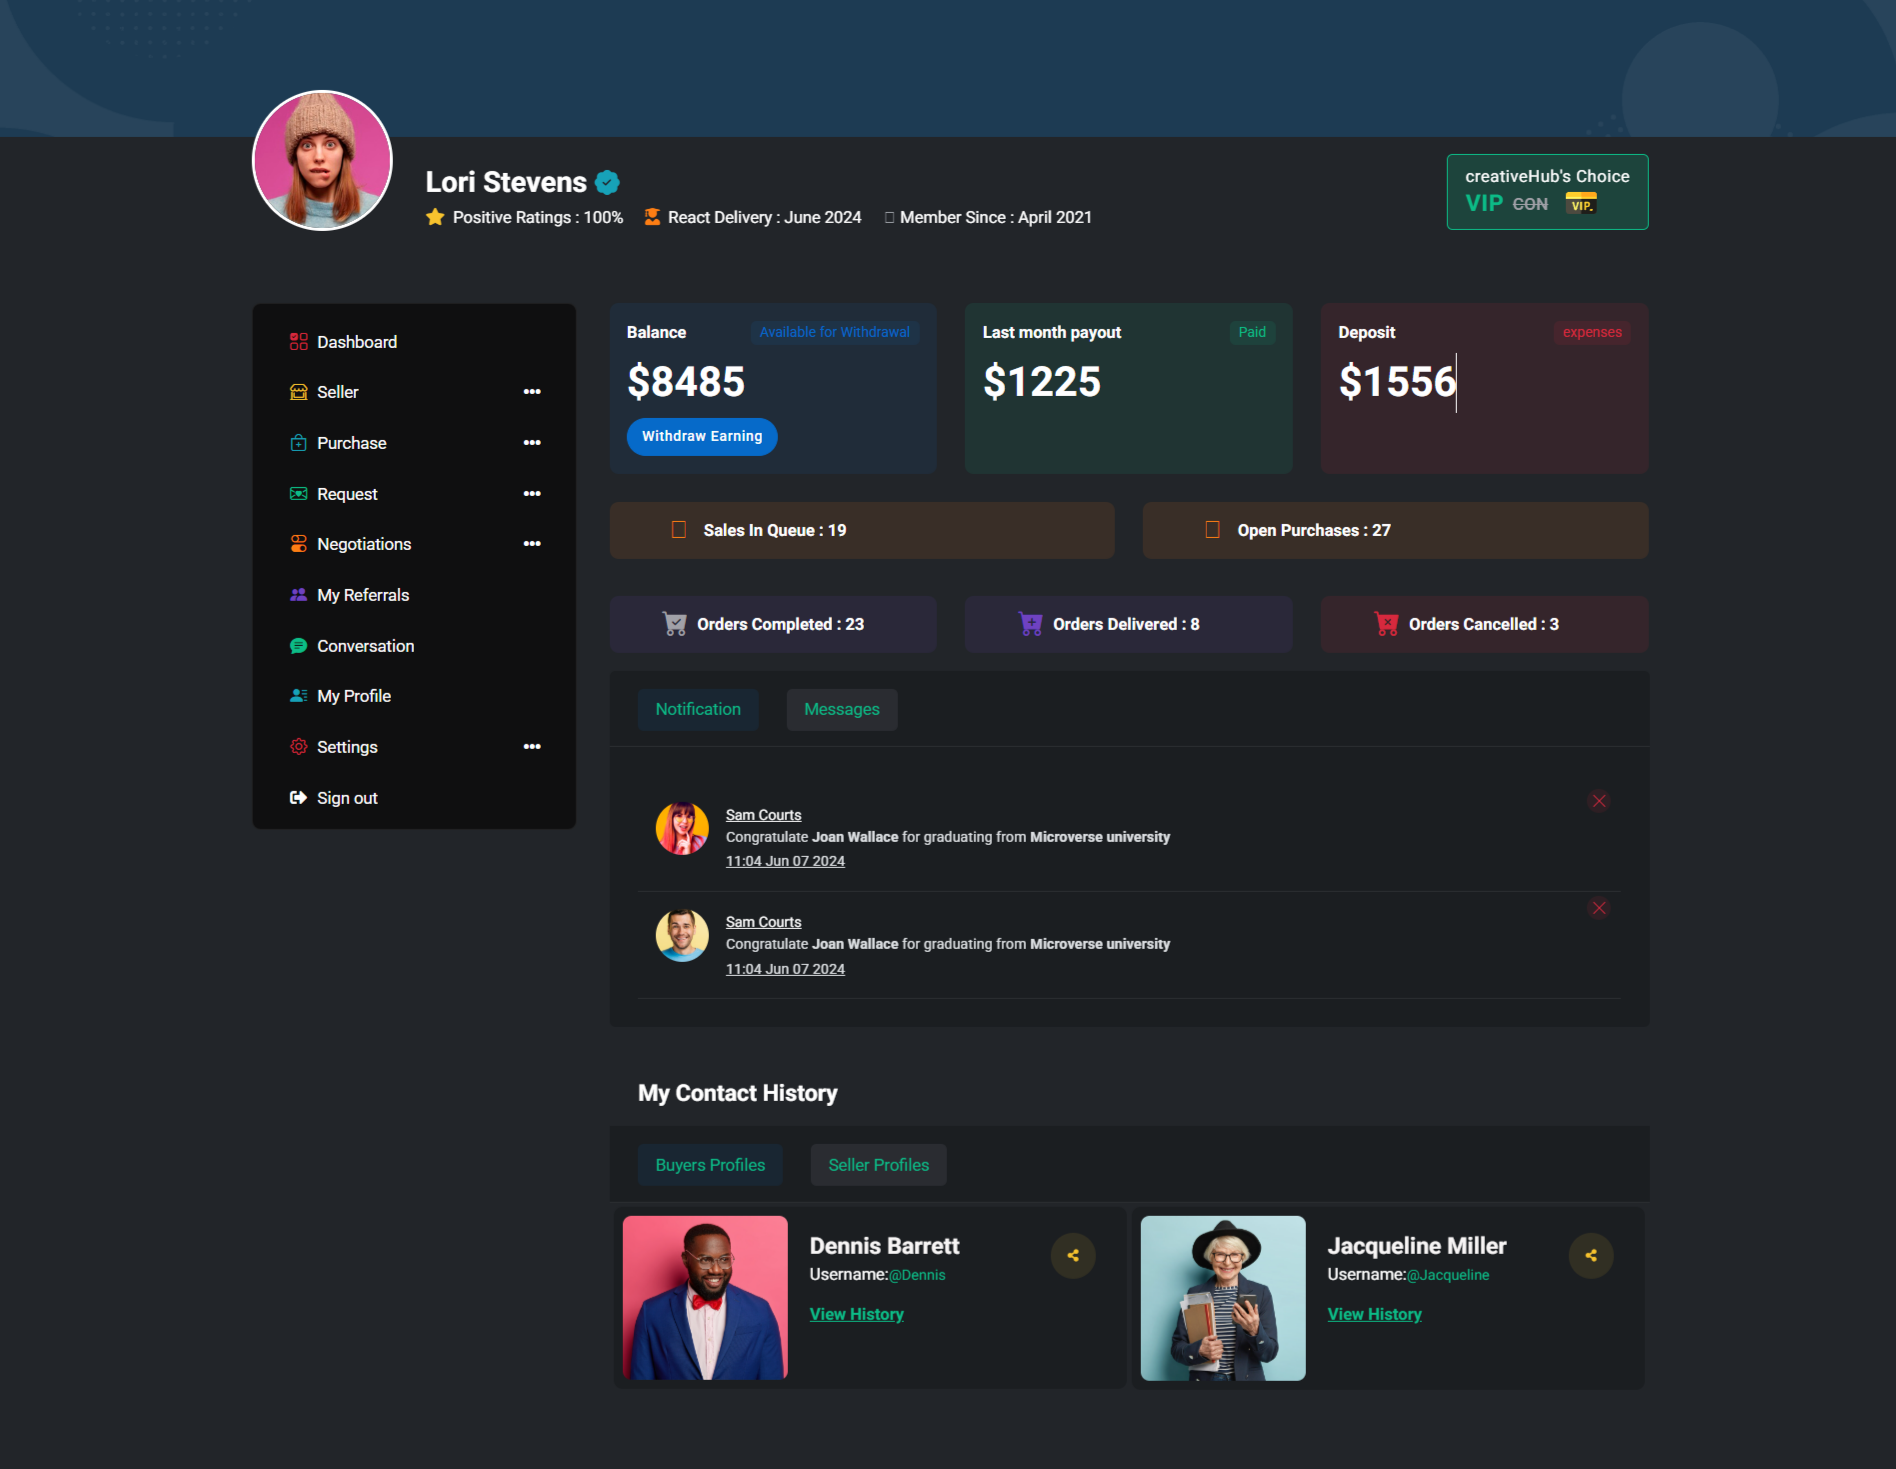 Lori Stevens
Positive Ratings : 100% React Delivery : June 2024 Member Since : April 2021
creativeHub's Choice
VIP CON VIP.
Dashboard
Seller
Purchase
Request
Negotiations
My Referrals
Conversation
My Profile
Settings
Sign out
Balance Available for Withdrawal
$8485
Withdraw Earning
Last month payout Paid
$1225
Deposit expenses
$1556
Sales In Queue : 19
Open Purchases : 27
Orders Completed : 23
Orders Delivered : 8
Orders Cancelled : 3
Notification Messages
Sam Courts
Congratulate Joan Wallace for graduating from Microverse university
11:04 Jun 07 2024
Sam Courts
Congratulate Joan Wallace for graduating from Microverse university
11:04 Jun 07 2024
My Contact History
Buyers Profiles Seller Profiles
Dennis Barrett
Username:@Dennis
View History
Jacqueline Miller
Username:@Jacqueline
View History